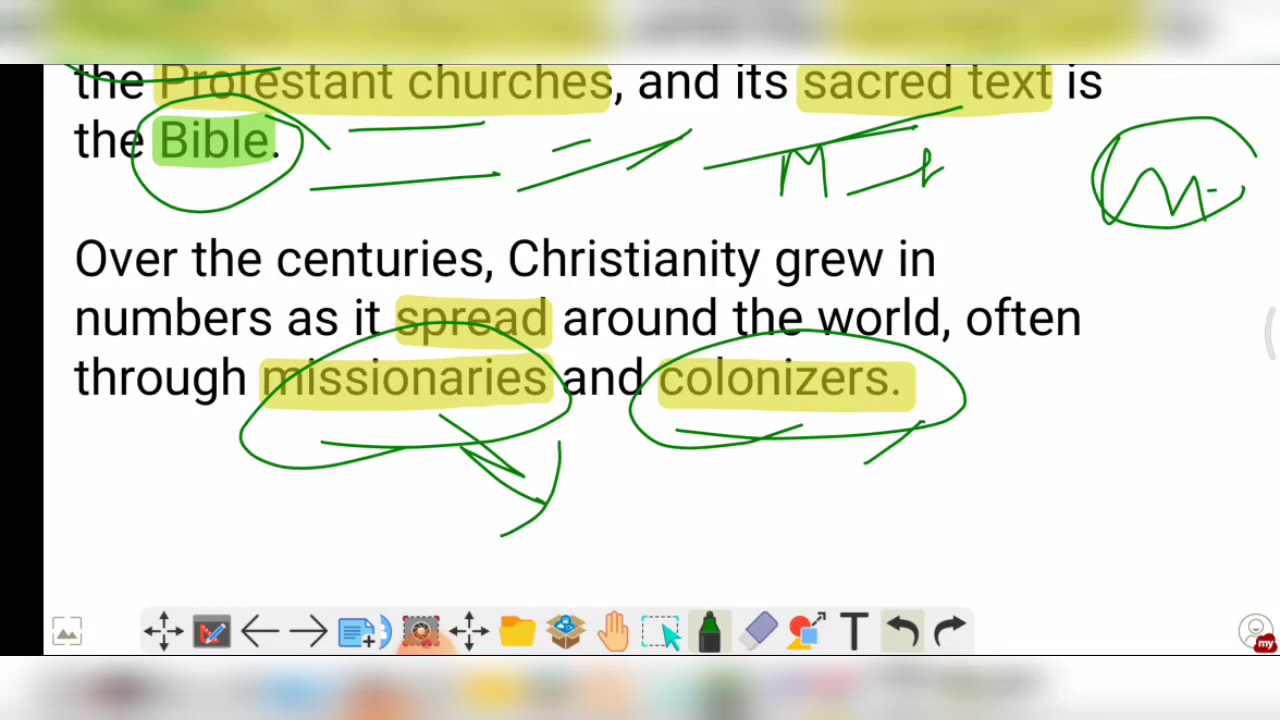 the Protestant churches, and its sacred text is
the Bible.
M
M
Over the centuries, Christianity grew in
numbers as it spread around the world, often
through missionaries and colonizers.
T
my